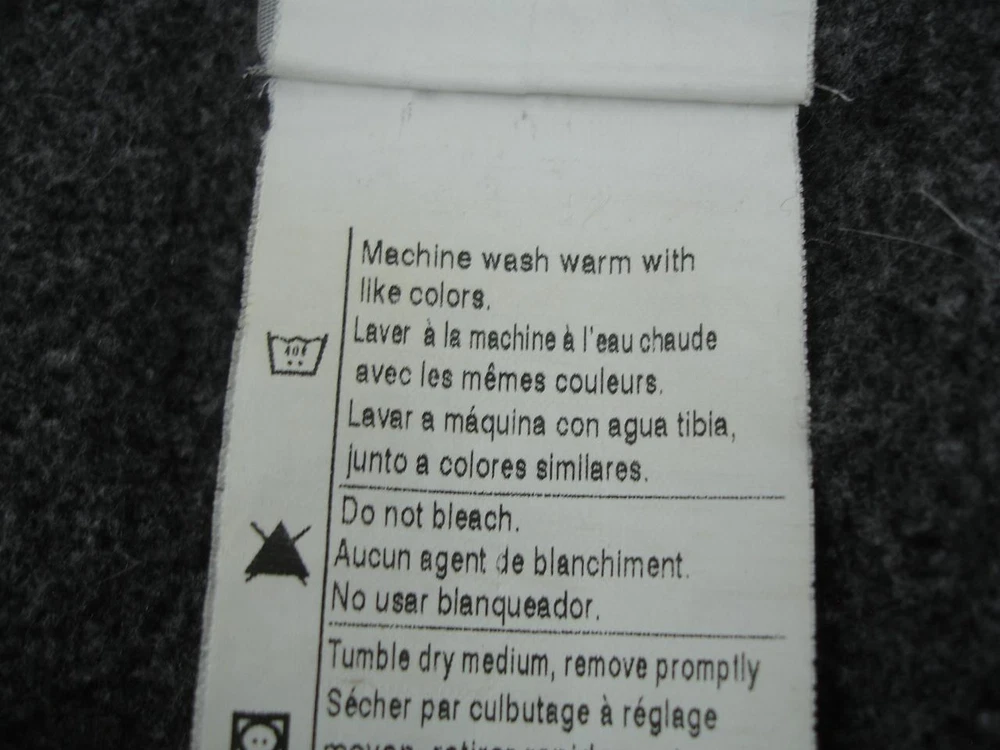 Machine wash warm with
like colors.
Laver à la machine à l'eau chaude
avec les mêmes couleurs.
Lavar a máquina con agua tibia,
junto a colores similares.
Do not bleach.
Aucun agent de blanchiment.
No usar blanqueador.
Tumble dry medium, remove promptly
Sécher par culbutage à réglage
moyen, retirer